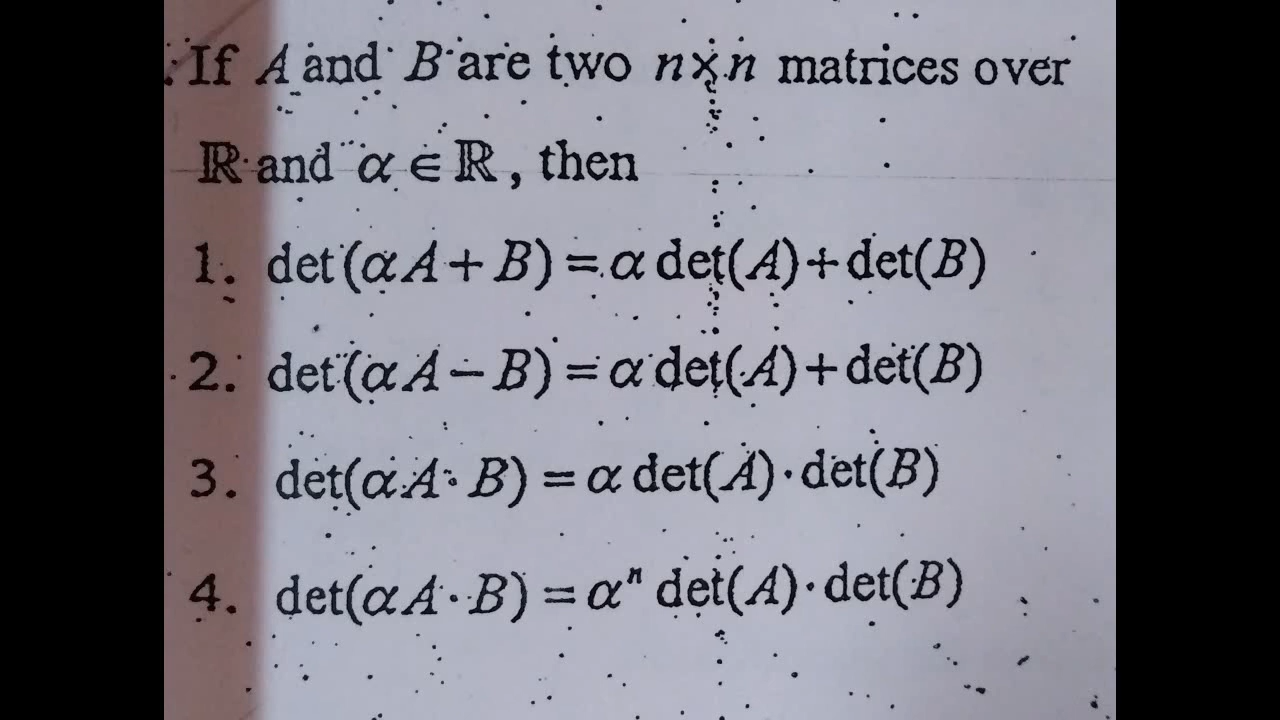 If A and B are two n×n matrices over
ℝ and α ∈ ℝ, then
1. det(αA + B) = α det(A) + det(B)
2. det(αA − B) = α det(A) + det(B)
3. det(αA · B) = α det(A) · det(B)
4. det(αA · B) = αⁿ det(A) · det(B)